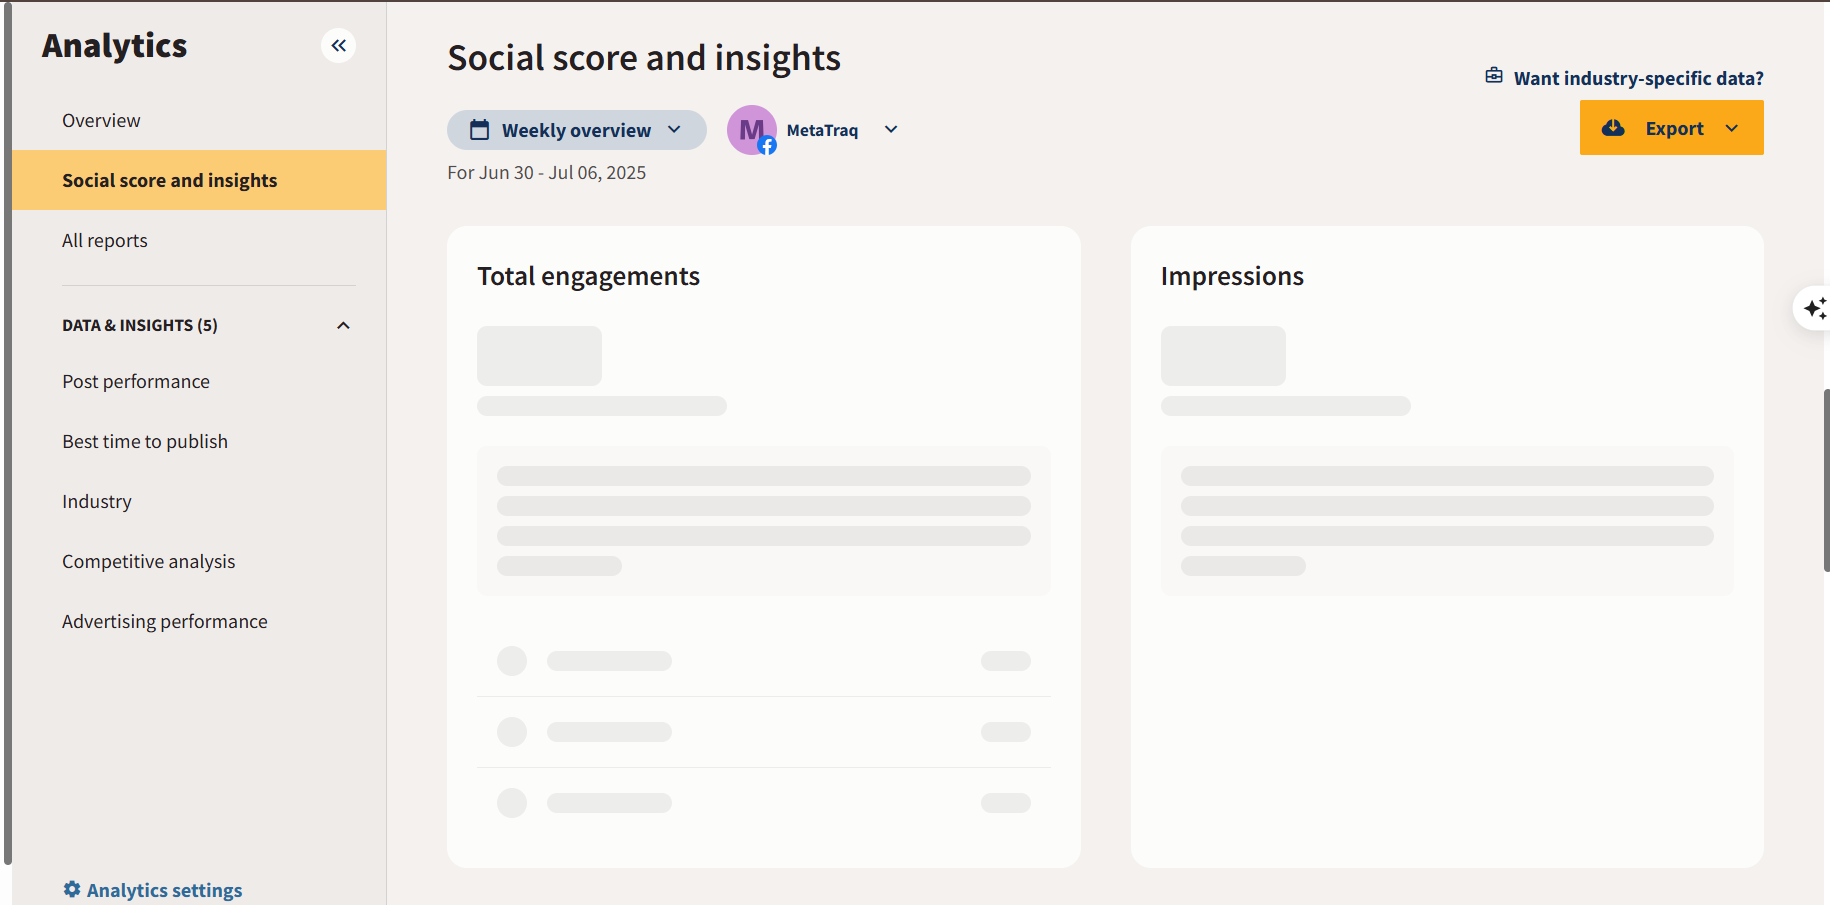 Analytics
Overview
Social score and insights
All reports
DATA & INSIGHTS (5)
Post performance
Best time to publish
Industry
Competitive analysis
Advertising performance
Analytics settings
Social score and insights
Want industry-specific data?
Weekly overview
M
MetaTraq
Export
For Jun 30 - Jul 06, 2025
Total engagements
Impressions